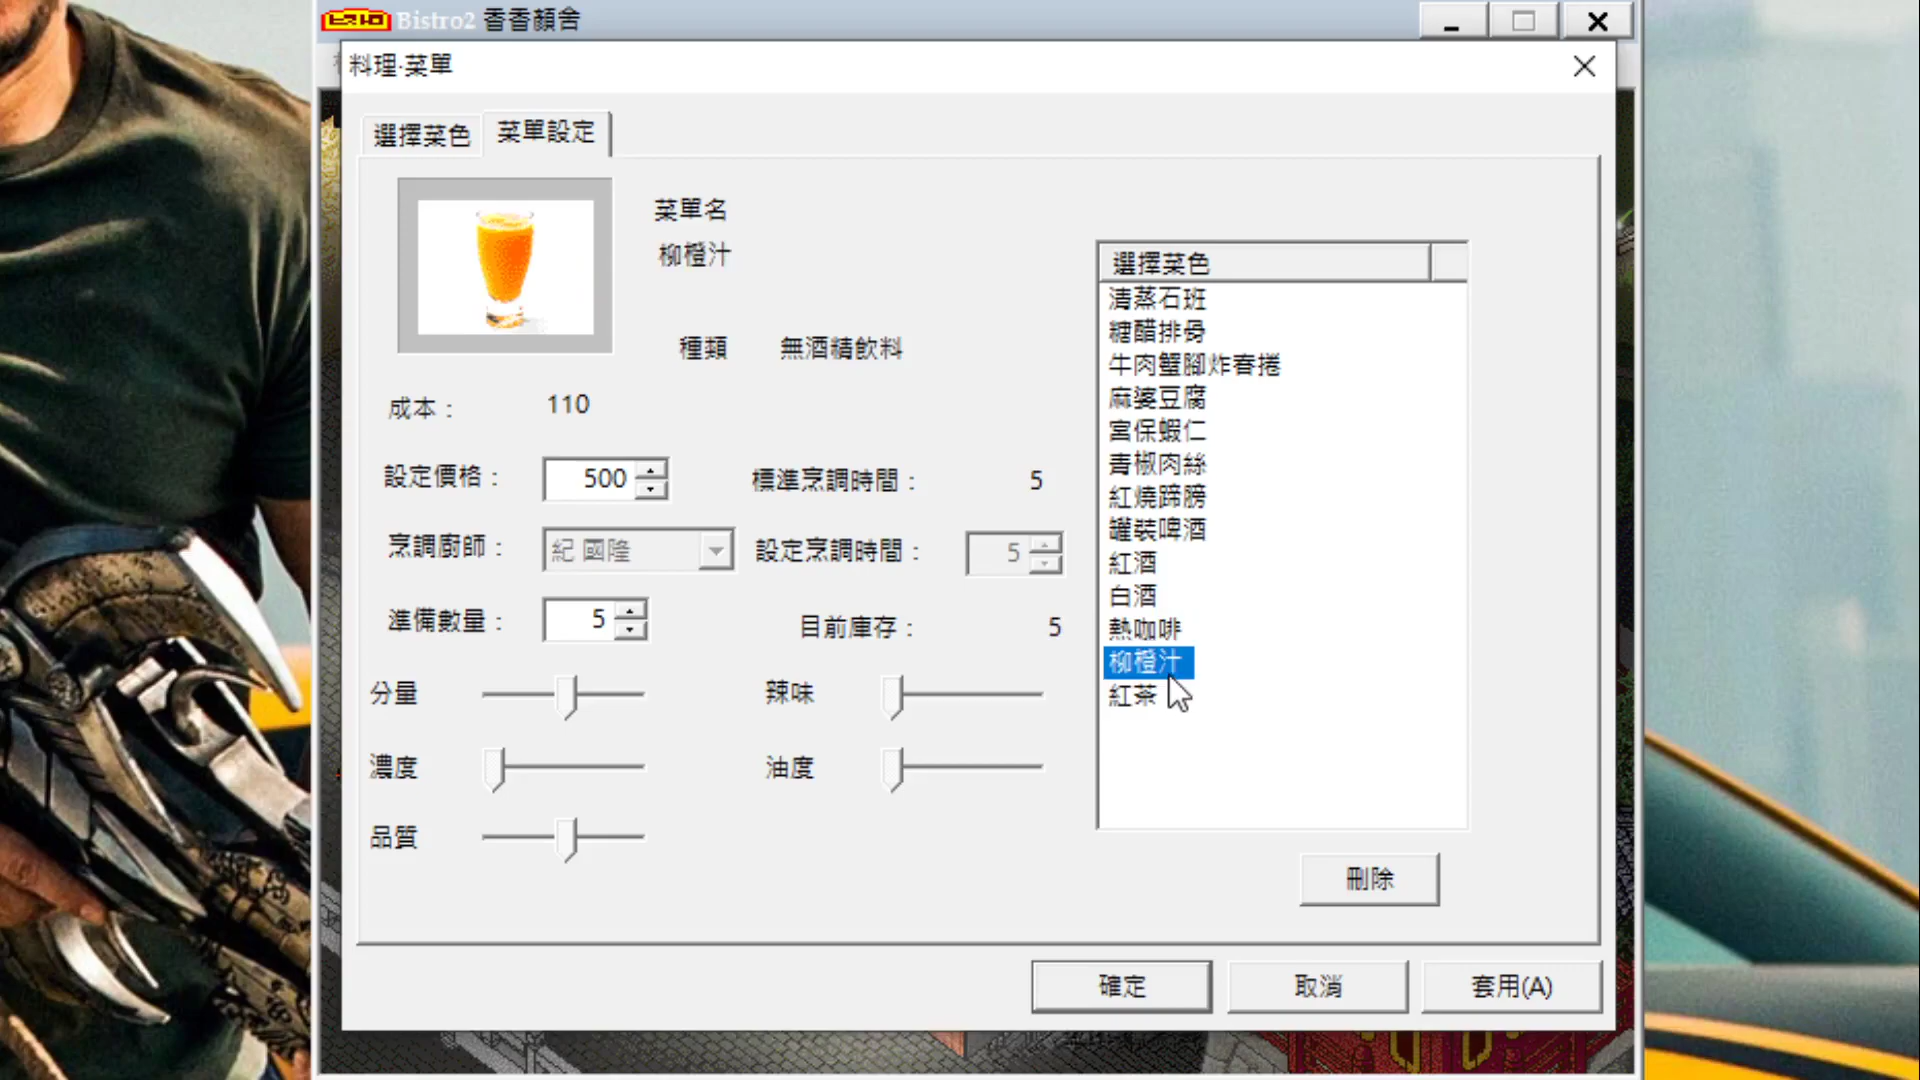 Bistro2 香香顏舍
料理·菜單
選擇菜色
菜單設定
菜單名
柳橙汁
種類 無酒精飲料
成本： 110
設定價格： 500
標準烹調時間： 5
烹調廚師： 紀 國隆
設定烹調時間： 5
準備數量： 5
目前庫存： 5
分量
辣味
濃度
油度
品質
選擇菜色
清蒸石班
糖醋排骨
牛肉蟹腳炸春捲
麻婆豆腐
宮保蝦仁
青椒肉絲
紅燒蹄膀
罐裝啤酒
紅酒
白酒
熱咖啡
柳橙汁
紅茶
刪除
確定
取消
套用(A)